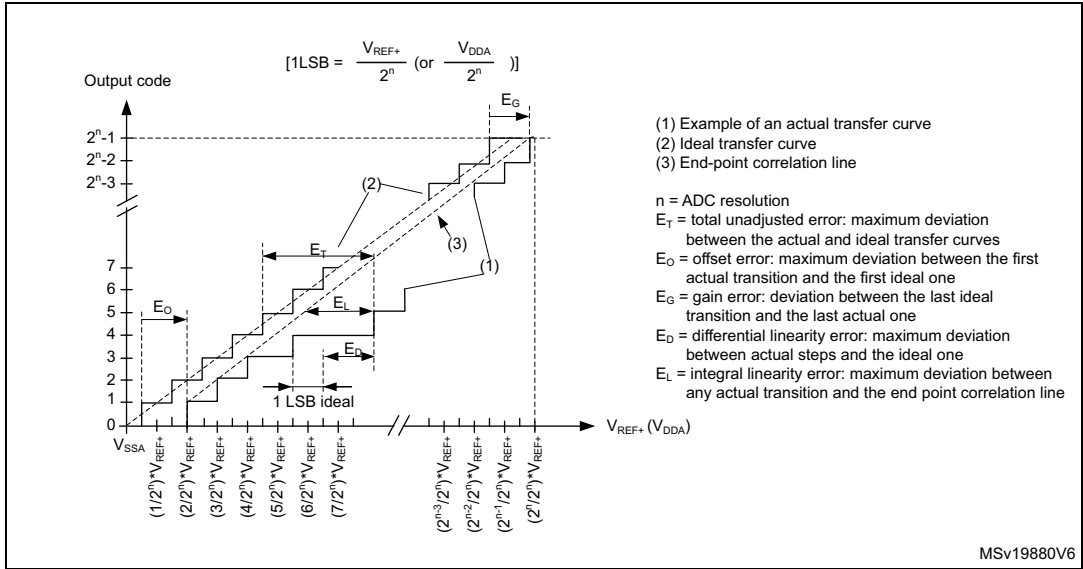 [1LSB = V_REF+ / 2^n (or V_DDA / 2^n )]
Output code
E_G
2^n-1
2^n-2
2^n-3
7
6
5
4
3
2
1
0
(2)
(3)
(1)
E_T
E_O
E_L
E_D
1 LSB ideal
V_SSA
V_REF+ (V_DDA)
(1/2^n)*V_REF+
(2/2^n)*V_REF+
(3/2^n)*V_REF+
(4/2^n)*V_REF+
(5/2^n)*V_REF+
(6/2^n)*V_REF+
(7/2^n)*V_REF+
(2^n-3/2^n)*V_REF+
(2^n-2/2^n)*V_REF+
(2^n-1/2^n)*V_REF+
(2^n/2^n)*V_REF+
(1) Example of an actual transfer curve
(2) Ideal transfer curve
(3) End-point correlation line
n = ADC resolution
E_T = total unadjusted error: maximum deviation
between the actual and ideal transfer curves
E_O = offset error: maximum deviation between the first
actual transition and the first ideal one
E_G = gain error: deviation between the last ideal
transition and the last actual one
E_D = differential linearity error: maximum deviation
between actual steps and the ideal one
E_L = integral linearity error: maximum deviation between
any actual transition and the end point correlation line
MSv19880V6